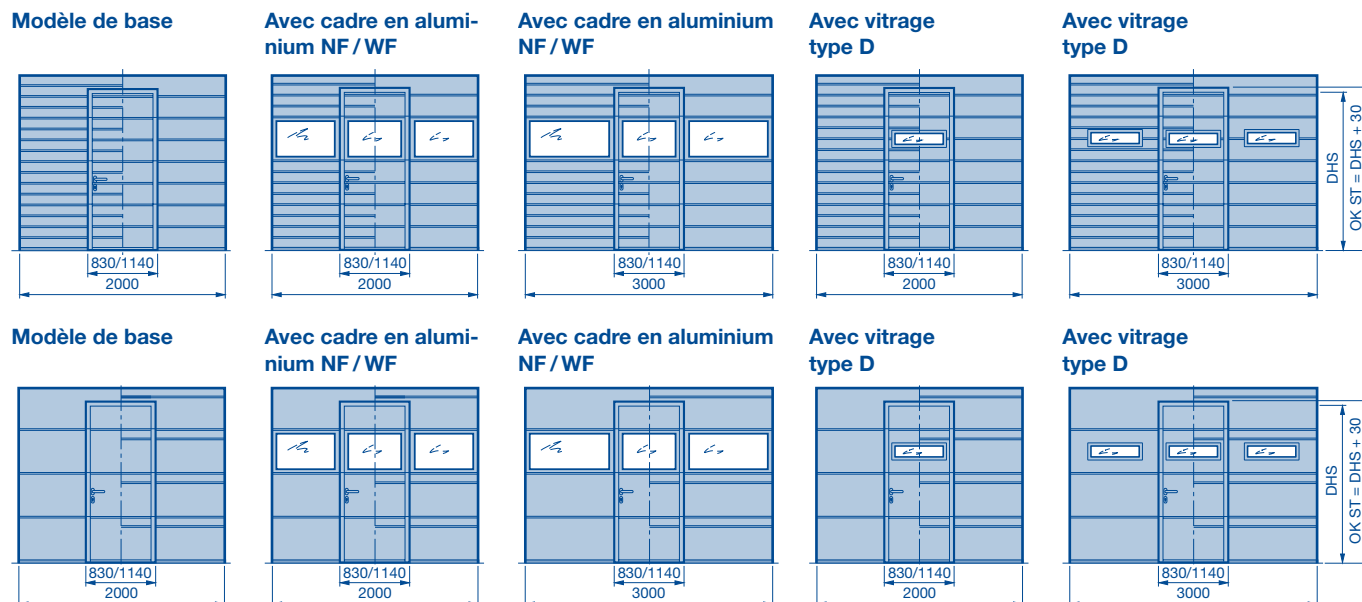 Modèle de base
Avec cadre en alumi-
nium NF / WF
Avec cadre en aluminium
NF / WF
Avec vitrage
type D
Avec vitrage
type D
830/1140
2000
830/1140
2000
830/1140
3000
830/1140
2000
830/1140
3000
DHS
OK ST = DHS + 30
Modèle de base
Avec cadre en alumi-
nium NF / WF
Avec cadre en aluminium
NF / WF
Avec vitrage
type D
Avec vitrage
type D
830/1140
2000
830/1140
2000
830/1140
3000
830/1140
2000
830/1140
3000
DHS
OK ST = DHS + 30